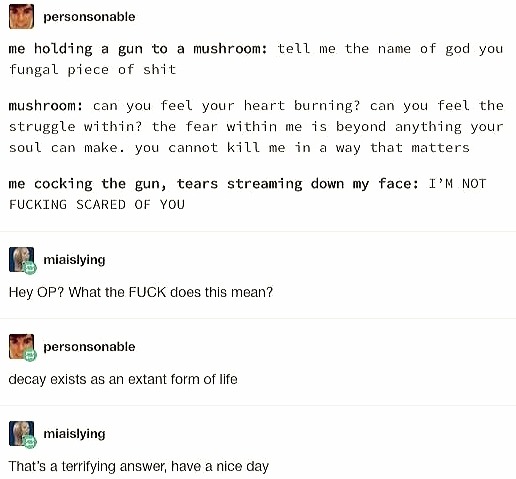 personsonable
me holding a gun to a mushroom: tell me the name of god you
fungal piece of shit
mushroom: can you feel your heart burning? can you feel the
struggle within? the fear within me is beyond anything your
soul can make. you cannot kill me in a way that matters
me cocking the gun, tears streaming down my face: I'M NOT
FUCKING SCARED OF YOU
miaislying
Hey OP? What the FUCK does this mean?
personsonable
decay exists as an extant form of life
miaislying
That's a terrifying answer, have a nice day